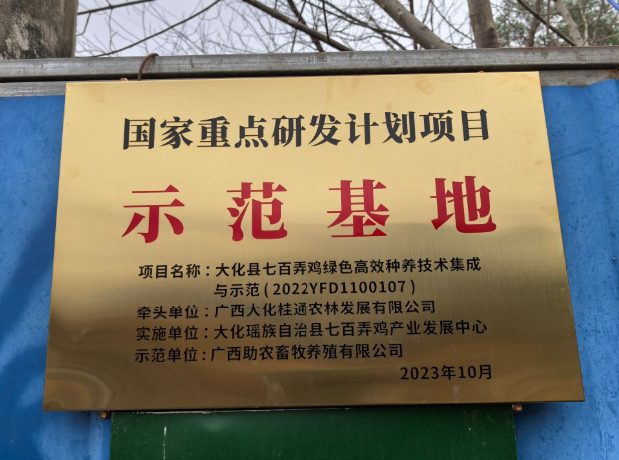 国家重点研发计划项目
示范基地
项目名称：大化县七百弄鸡绿色高效种养技术集成
与示范(2022YFD1100107)
牵头单位：广西大化桂通农林发展有限公司
实施单位：大化瑶族自治县七百弄鸡产业发展中心
示范单位：广西助农畜牧养殖有限公司
2023年10月